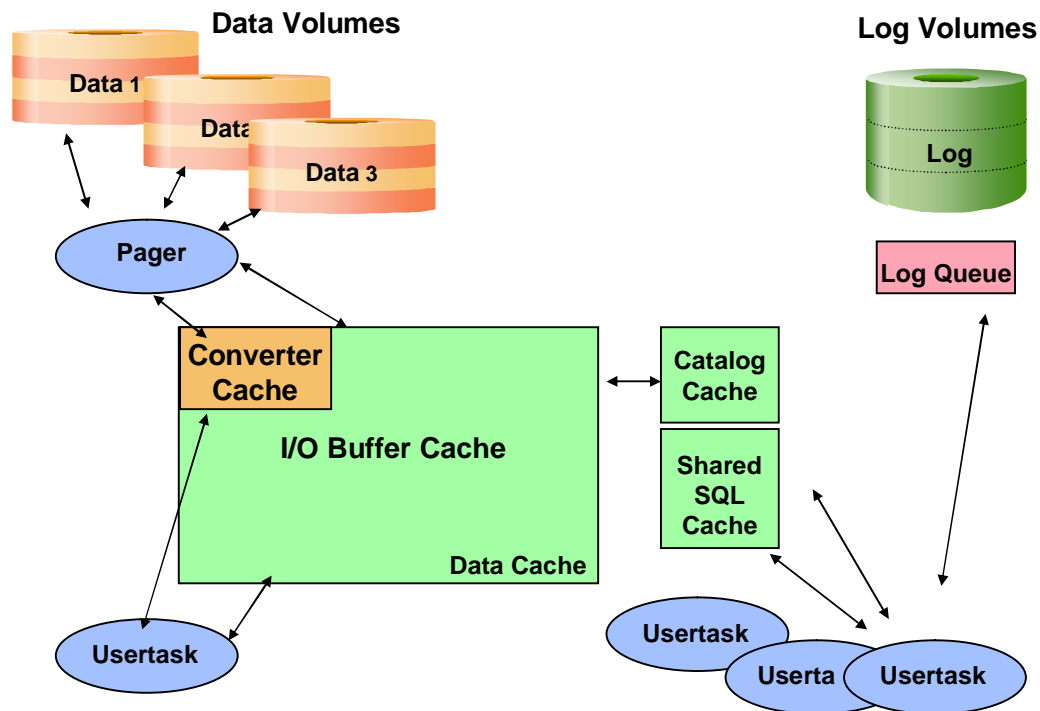 Data Volumes
Log Volumes
Data 1
Data
Data 3
Log
Pager
Log Queue
Converter
Cache
Catalog
Cache
I/O Buffer Cache
Shared
SQL
Cache
Data Cache
Usertask
Usertask
Userta
Usertask